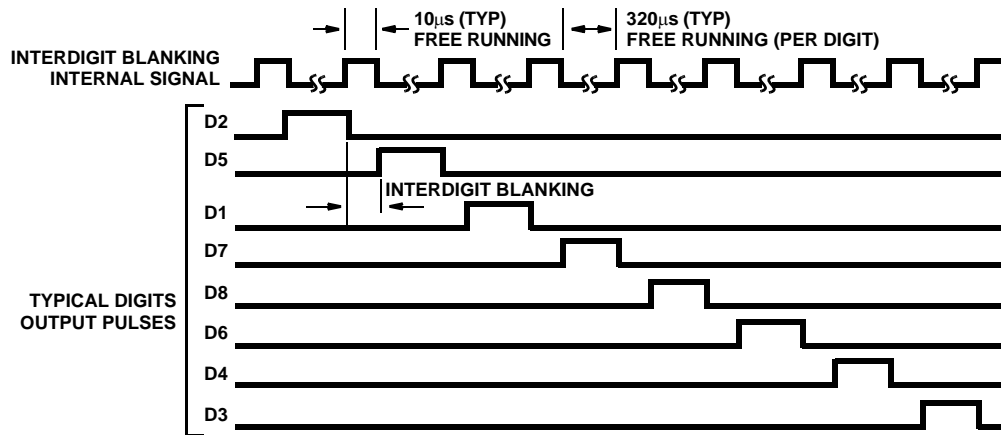 10μs (TYP)
FREE RUNNING
320μs (TYP)
FREE RUNNING (PER DIGIT)
INTERDIGIT BLANKING
INTERNAL SIGNAL
D2
D5
INTERDIGIT BLANKING
D1
D7
D8
TYPICAL DIGITS
OUTPUT PULSES
D6
D4
D3